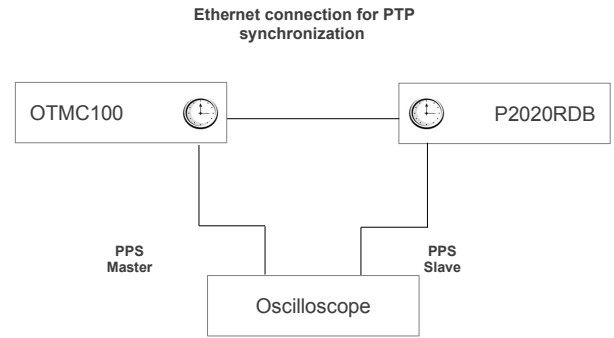 Ethernet connection for PTP
synchronization
OTMC100
P2020RDB
PPS
Master
PPS
Slave
Oscilloscope